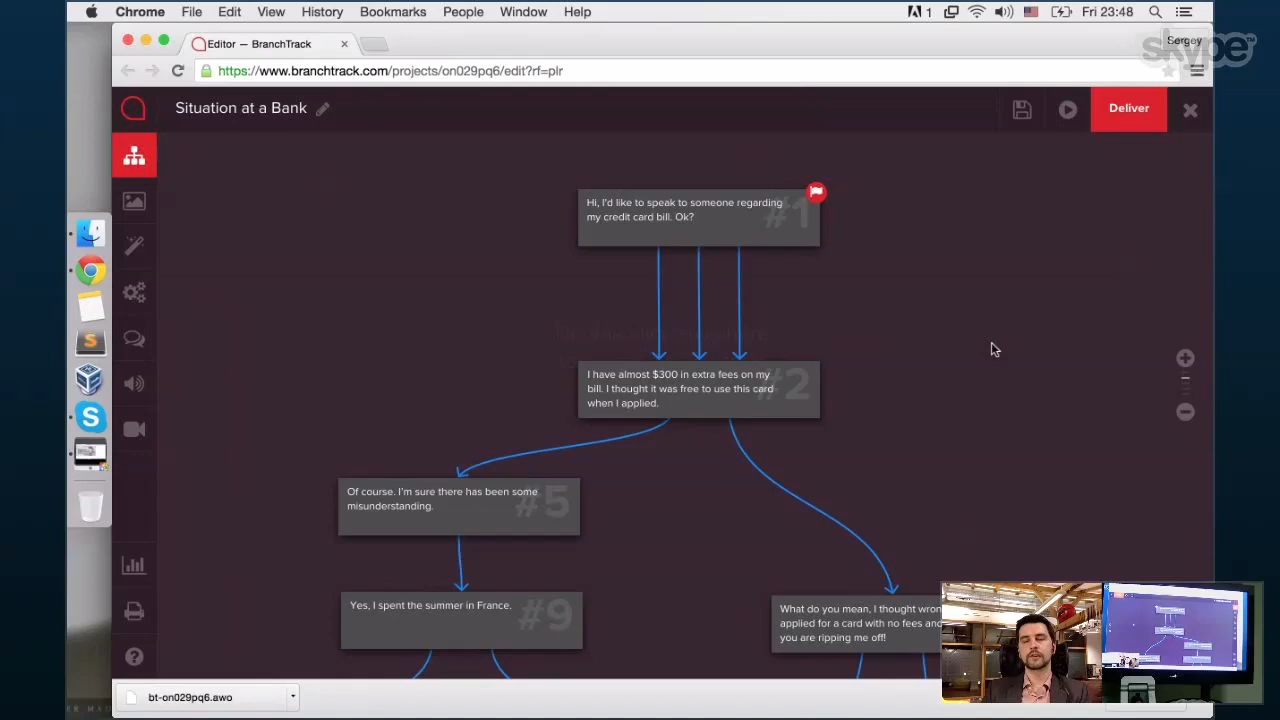 Chrome File Edit View History Bookmarks People Window Help
1 Fri 23:48
Editor — BranchTrack
Sergey
skype™
https://www.branchtrack.com/projects/on029pq6/edit?rf=plr
Situation at a Bank
Deliver
Hi, I'd like to speak to someone regarding
my credit card bill. Ok?
#1
I have almost $300 in extra fees on my
bill. I thought it was free to use this card
when I applied.
#2
Of course. I'm sure there has been some
misunderstanding.
#5
Yes, I spent the summer in France.
#9
What do you mean, I thought wron
applied for a card with no fees and
you are ripping me off!
bt-on029pq6.awo